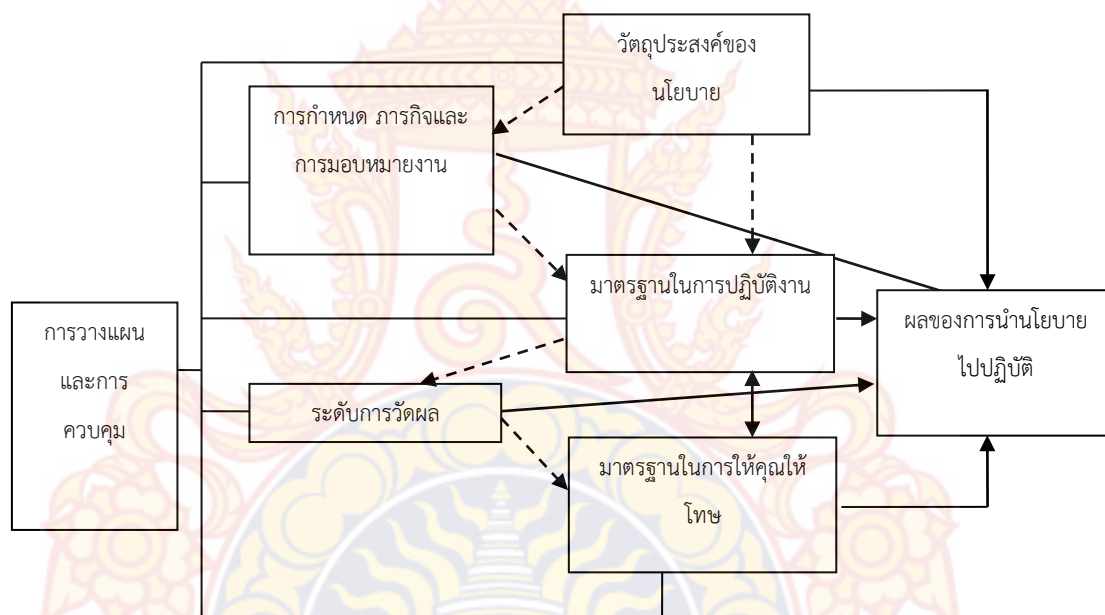 วัตถุประสงค์ของ
นโยบาย
การกำหนด ภารกิจและ
การมอบหมายงาน
มาตรฐานในการปฏิบัติงาน
การวางแผน
และการ
ควบคุม
ผลของการนำนโยบาย
ไปปฏิบัติ
ระดับการวัดผล
มาตรฐานในการให้คุณให้
โทษ